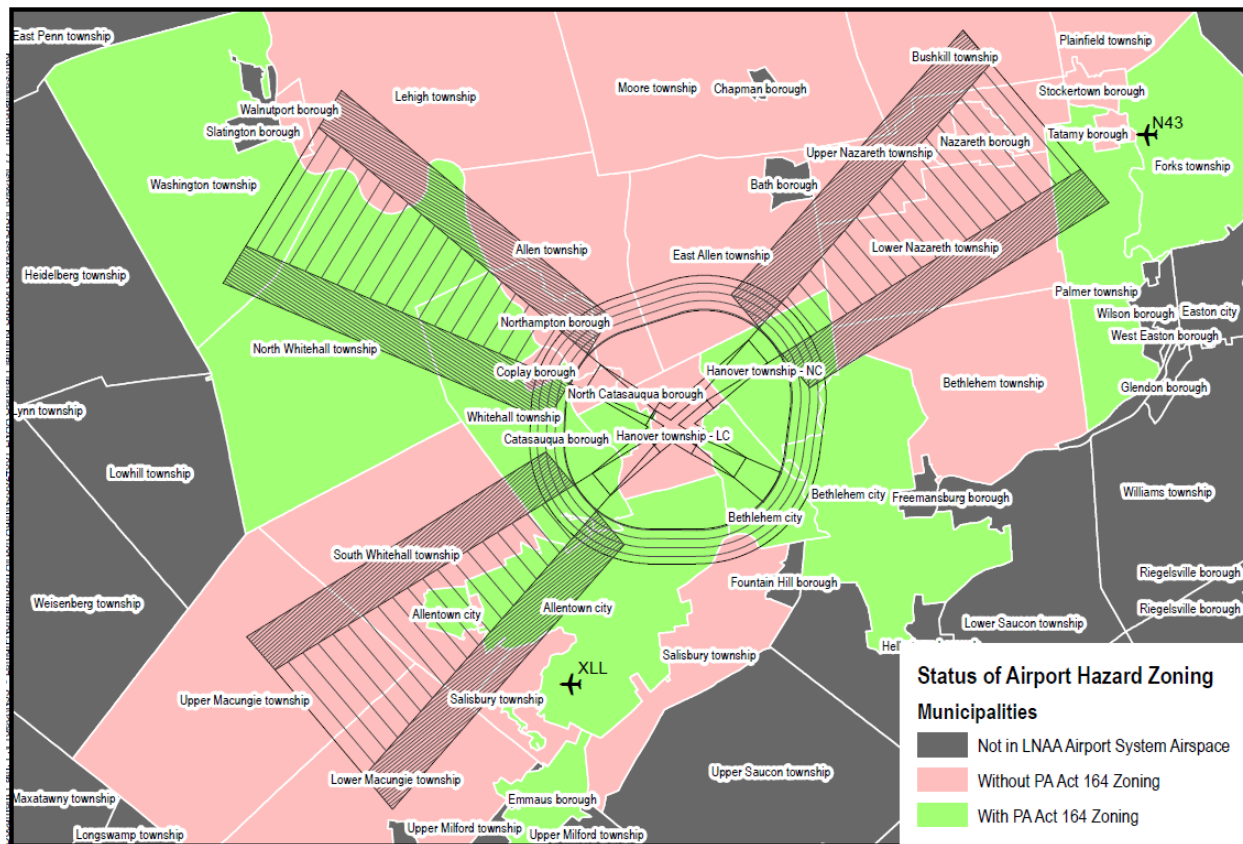 East Penn township
Plainfield township
Bushkill township
Moore township
Chapman borough
Stockertown borough
Lehigh township
Walnutport borough
N43
Slatington borough
Tatamy borough
Nazareth borough
Upper Nazareth township
Forks township
Washington township
Bath borough
Allen township
East Allen township
Lower Nazareth township
Heidelberg township
Palmer township
Wilson borough
Easton city
Northampton borough
West Easton borough
North Whitehall township
Coplay borough
Hanover township - NC
Bethlehem township
Glendon borough
North Catasauqua borough
Lynn township
Whitehall township
Catasauqua borough
Hanover township - LC
Lowhill township
Bethlehem city
Freemansburg borough
Williams township
Bethlehem city
South Whitehall township
Fountain Hill borough
Riegelsville borough
Weisenberg township
Allentown city
Allentown city
Riegelsville borough
Lower Saucon township
Salisbury township
XLL
Upper Macungie township
Salisbury township
Lower Macungie township
Upper Saucon township
Maxatawny township
Emmaus borough
Longswamp township
Upper Milford township
Upper Milford township
Status of Airport Hazard Zoning
Municipalities
Not in LNAA Airport System Airspace
Without PA Act 164 Zoning
With PA Act 164 Zoning